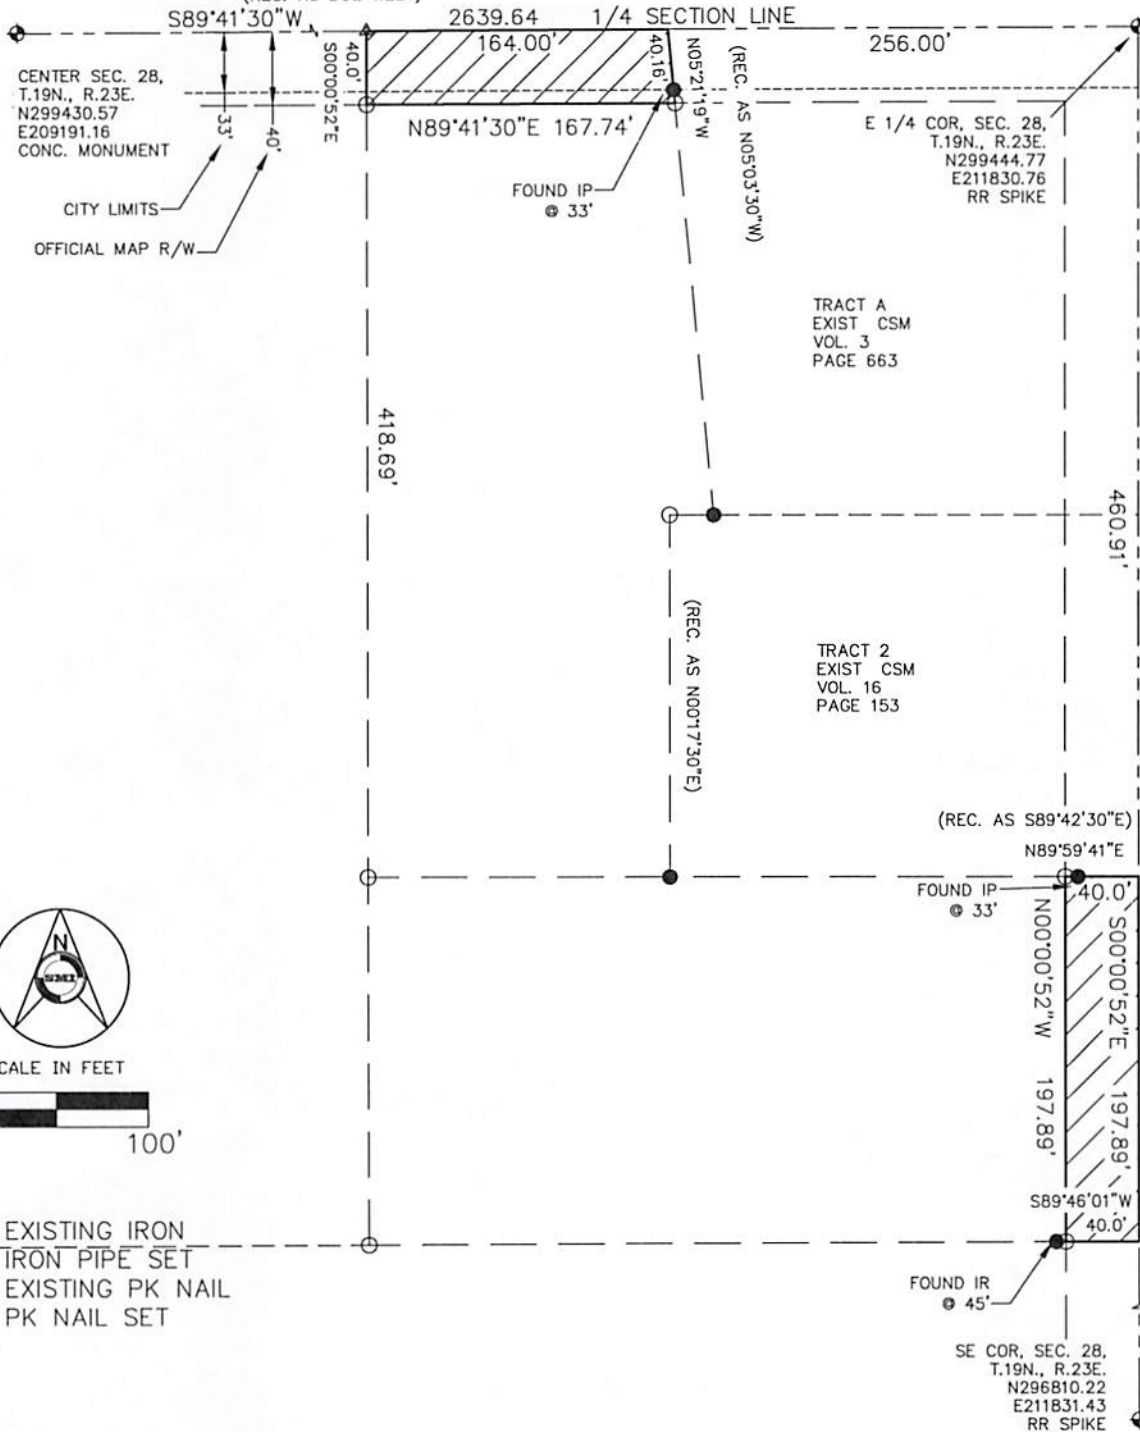 S89°41'30"W
2639.64
1/4 SECTION LINE
164.00'
256.00'
40.0'
S00°00'52"E
40.16'
N05°21'19"W
(REC. AS N05°03'30"W)
CENTER SEC. 28,
T.19N., R.23E.
N299430.57
E209191.16
CONC. MONUMENT
33'
40'
N89°41'30"E 167.74'
E 1/4 COR, SEC. 28,
T.19N., R.23E.
N299444.77
E211830.76
RR SPIKE
FOUND IP
@ 33'
CITY LIMITS
OFFICIAL MAP R/W
TRACT A
EXIST CSM
VOL. 3
PAGE 663
418.69'
460.91'
(REC. AS N00°17'30"E)
TRACT 2
EXIST CSM
VOL. 16
PAGE 153
(REC. AS S89°42'30"E)
N89°59'41"E
FOUND IP
@ 33'
40.0'
N00°00'52"W 197.89'
S00°00'52"E 197.89'
N
SMI
CALE IN FEET
100'
S89°46'01"W
40.0'
EXISTING IRON
IRON PIPE SET
EXISTING PK NAIL
PK NAIL SET
FOUND IR
@ 45'
SE COR, SEC. 28,
T.19N., R.23E.
N296810.22
E211831.43
RR SPIKE